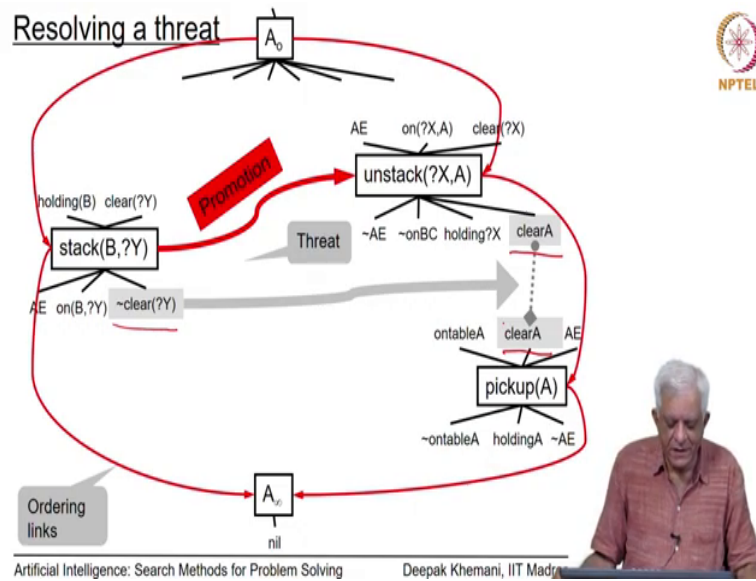 Resolving a threat
A₀
NPTEL
AE on(?X,A) clear(?X)
unstack(?X,A)
Promotion
holding(B) clear(?Y)
stack(B,?Y)
~AE ~onBC holding?X clearA
Threat
AE on(B,?Y) ~clear(?Y)
ontableA clearA AE
pickup(A)
~ontableA holdingA ~AE
Ordering
links
A∞
nil
Artificial Intelligence: Search Methods for Problem Solving Deepak Khemani, IIT